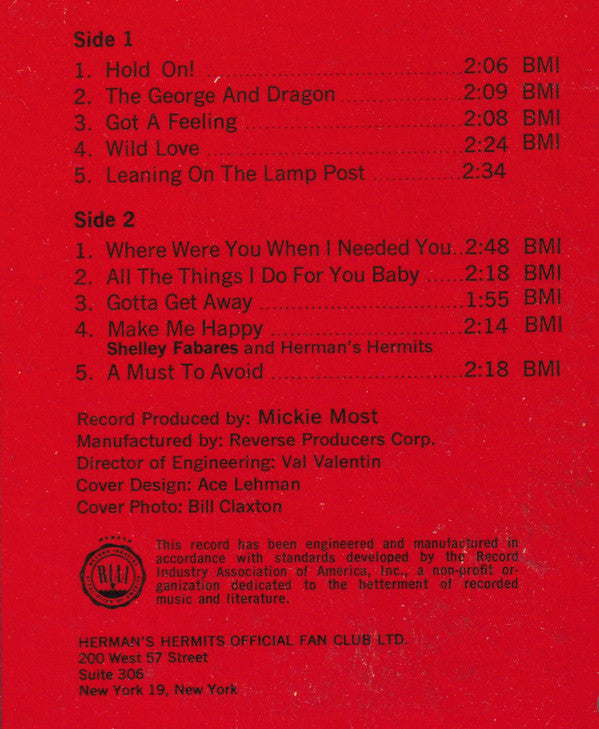 Side 1
1. Hold On! 2:06 BMI
2. The George And Dragon 2:09 BMI
3. Got A Feeling 2:08 BMI
4. Wild Love 2:24 BMI
5. Leaning On The Lamp Post 2:34
Side 2
1. Where Were You When I Needed You 2:48 BMI
2. All The Things I Do For You Baby 2:18 BMI
3. Gotta Get Away 1:55 BMI
4. Make Me Happy 2:14 BMI
Shelley Fabares and Herman's Hermits
5. A Must To Avoid 2:18 BMI
Record Produced by: Mickie Most
Manufactured by: Reverse Producers Corp.
Director of Engineering: Val Valentin
Cover Design: Ace Lehman
Cover Photo: Bill Claxton
MEMBER
RIAA
This record has been engineered and manufactured in
accordance with standards developed by the Record
Industry Association of America, Inc., a non-profit or-
ganization dedicated to the betterment of recorded
music and literature.
HERMAN'S HERMITS OFFICIAL FAN CLUB LTD.
200 West 57 Street
Suite 306
New York 19, New York